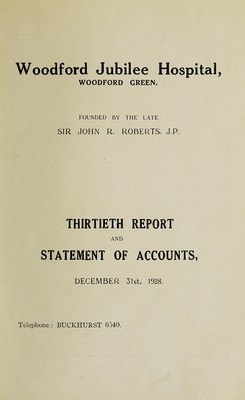 Woodford Jubilee Hospital,
WOODFORD GREEN.
FOUNDED BY THE LATE
SIR JOHN R. ROBERTS, J.P.
THIRTIETH REPORT
AND
STATEMENT OF ACCOUNTS,
DECEMBER 31st, 1928.
Telephone: BUCKHURST 0340.